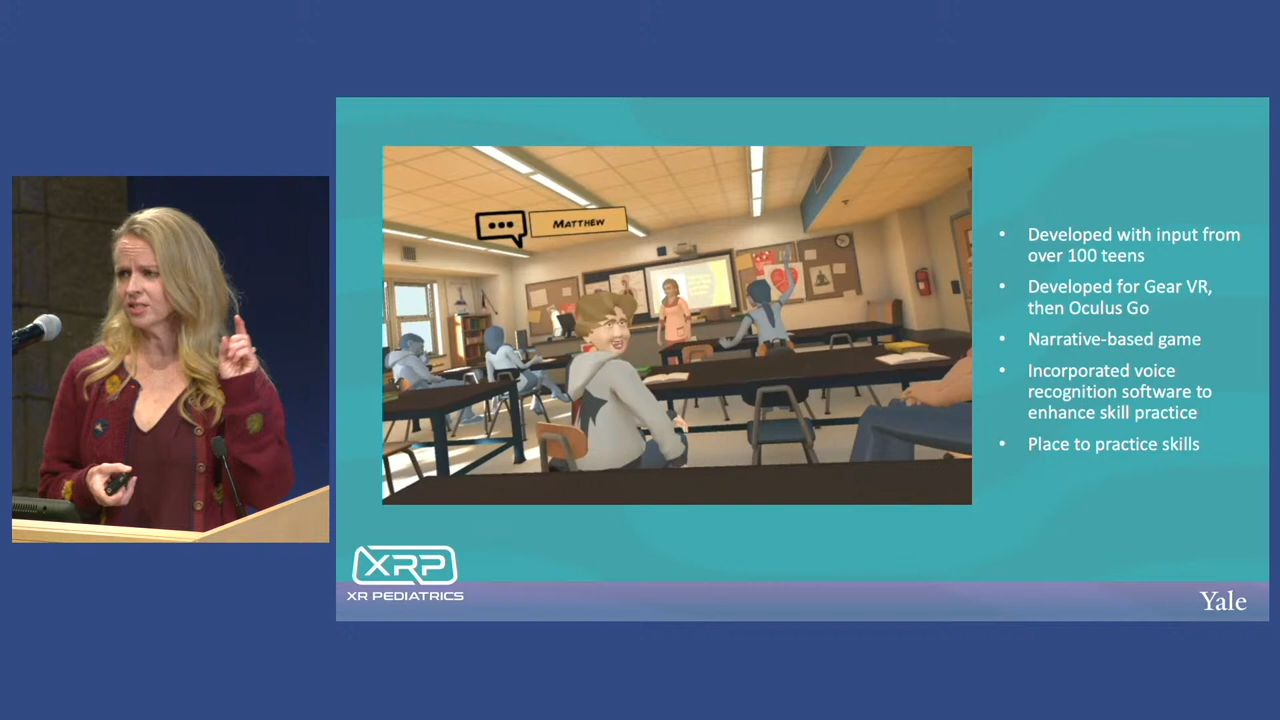 MATTHEW
• Developed with input from
over 100 teens
• Developed for Gear VR,
then Oculus Go
• Narrative-based game
• Incorporated voice
recognition software to
enhance skill practice
• Place to practice skills
XRP
XR PEDIATRICS
Yale